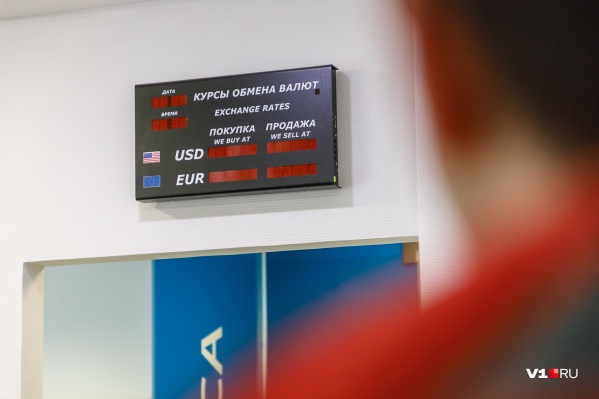 ДАТА
КУРСЫ ОБМЕНА ВАЛЮТ
EXCHANGE RATES
ВРЕМЯ
ПОКУПКА ПРОДАЖА
WE BUY AT WE SELL AT
USD
EUR
СА
V1 RU